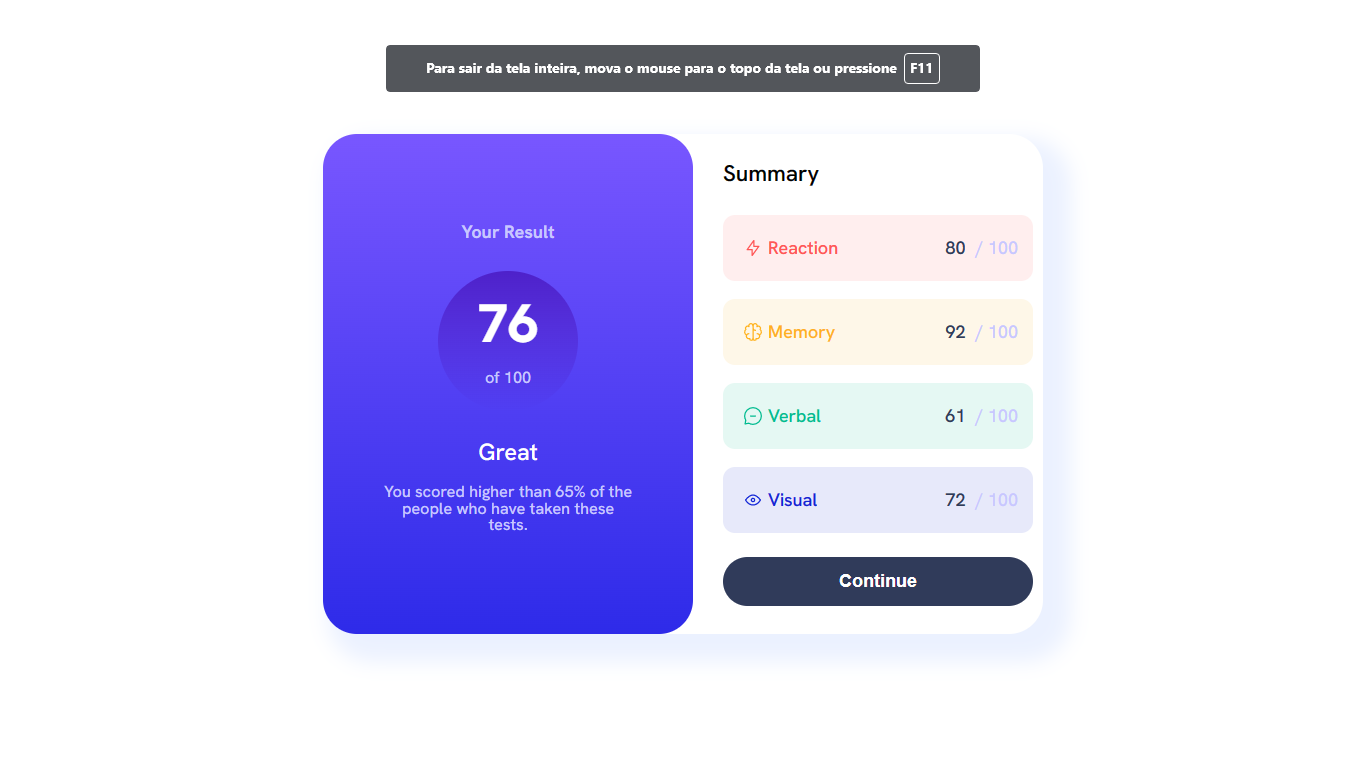 Para sair da tela inteira, mova o mouse para o topo da tela ou pressione F11
Your Result
76
of 100
Great
You scored higher than 65% of the
people who have taken these
tests.
Summary
Reaction 80 / 100
Memory 92 / 100
Verbal 61 / 100
Visual 72 / 100
Continue